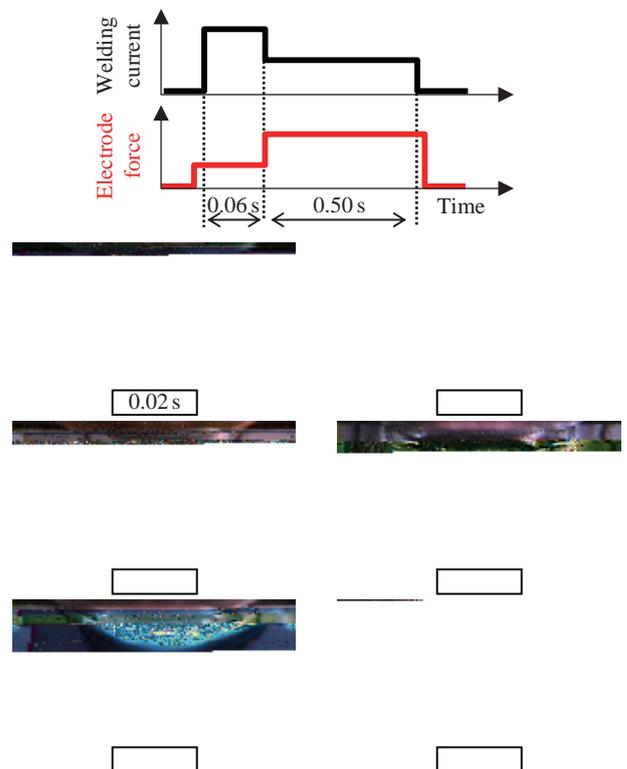 Welding
current
Electrode
force
0.06 s
0.50 s
Time
0.02 s